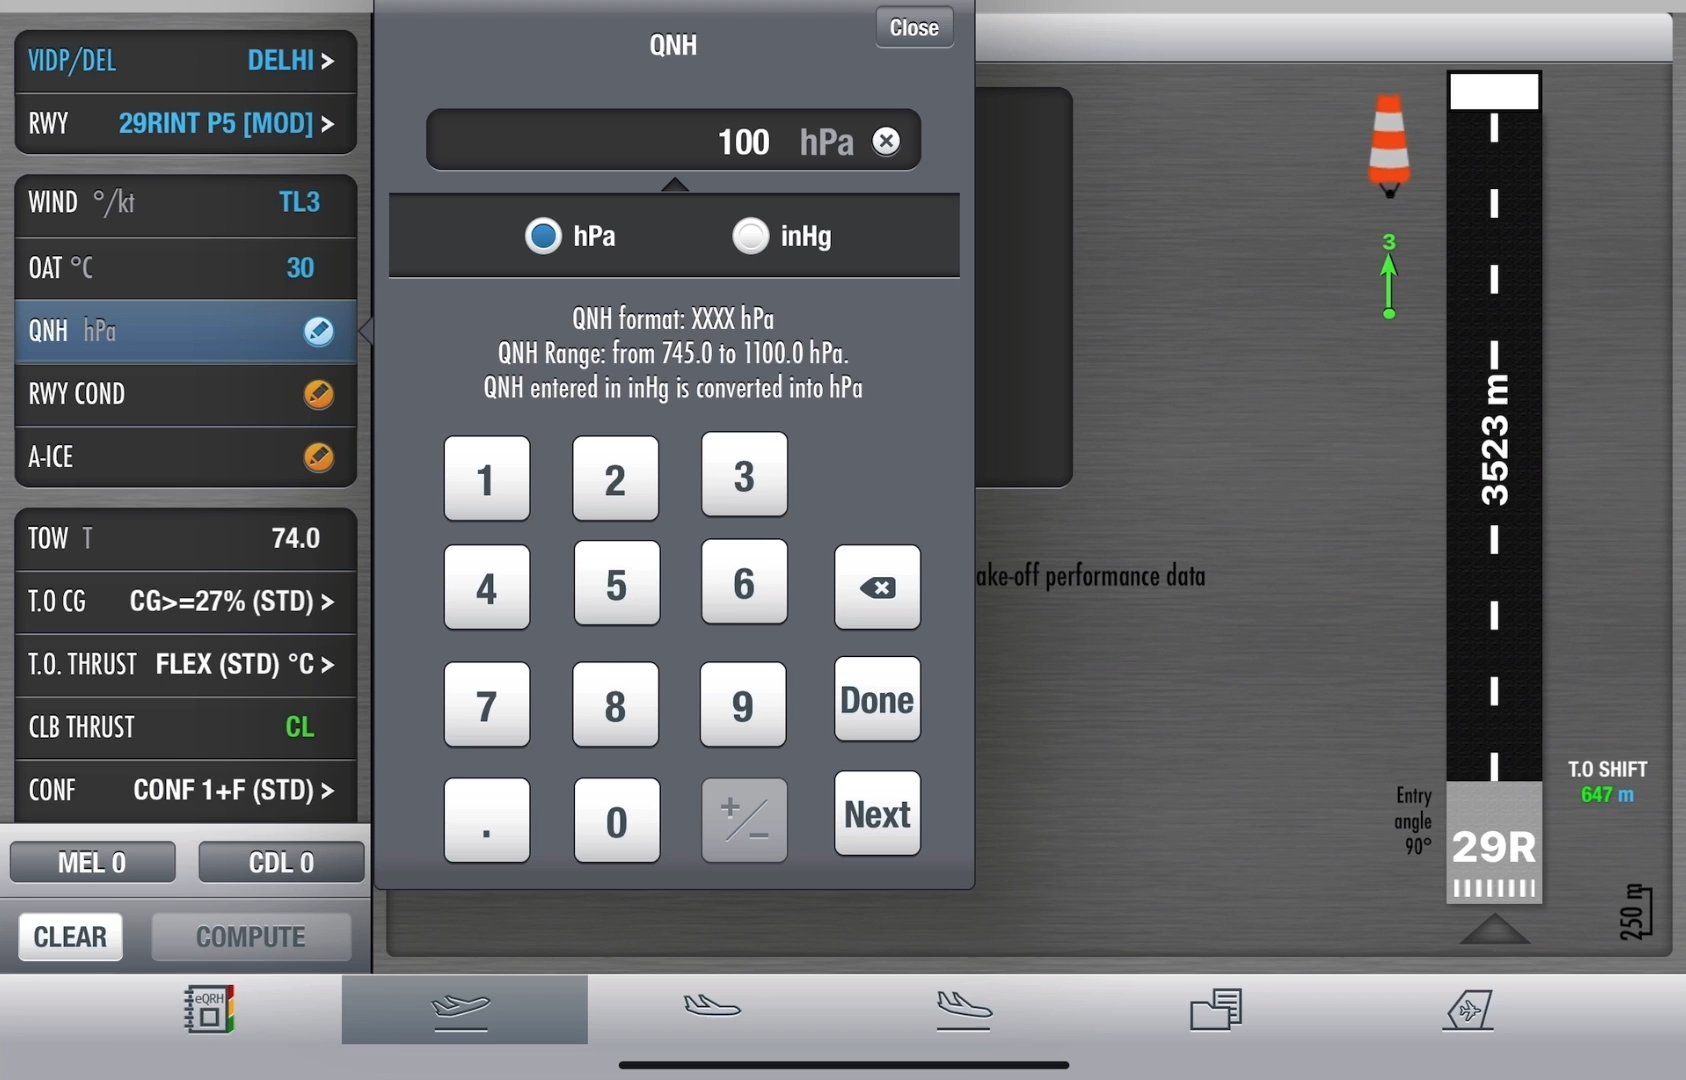 VIDP/DEL DELHI >
RWY 29RINT P5 [MOD] >
WIND °/kt TL3
OAT °C 30
QNH hPa
RWY COND
A-ICE
TOW T 74.0
T.O CG CG>=27% (STD) >
T.O. THRUST FLEX (STD) °C >
CLB THRUST CL
CONF CONF 1+F (STD) >
MEL 0 CDL 0
CLEAR COMPUTE
QNH
Close
100 hPa
hPa inHg
QNH format: XXXX hPa
QNH Range: from 745.0 to 1100.0 hPa.
QNH entered in inHg is converted into hPa
1 2 3
4 5 6
7 8 9 Done
. 0 +/− Next
ake-off performance data
3
3523 m
T.O SHIFT
647 m
Entry
angle
90°
29R
250 m
eQRH